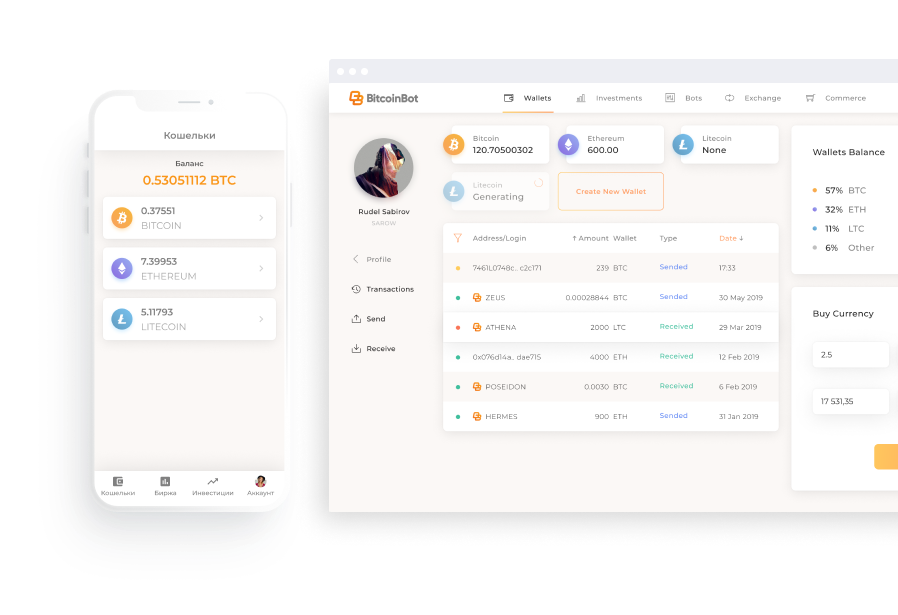 Кошельки
Баланс
0.53051112 BTC
0.37551
BITCOIN
7.39953
ETHEREUM
5.11793
LITECOIN
Кошельки Биржа Инвестиции Аккаунт
BitcoinBot
Wallets Investments Bots Exchange Commerce
Rudel Sabirov
SAROW
Profile
Transactions
Send
Receive
Bitcoin
120.70500302
Ethereum
600.00
Litecoin
None
Litecoin
Generating
Create New Wallet
Address/Login ↑ Amount Wallet Type Date ↓
7461L0748c.. c2c171 239 BTC Sended 17:33
ZEUS 0.00028844 BTC Sended 30 May 2019
ATHENA 2000 LTC Received 29 Mar 2019
0x076d14a.. dae715 4000 ETH Received 12 Feb 2019
POSEIDON 0.0030 BTC Received 6 Feb 2019
HERMES 900 ETH Sended 31 Jan 2019
Wallets Balance
57% BTC
32% ETH
11% LTC
6% Other
Buy Currency
2.5
17 531,35